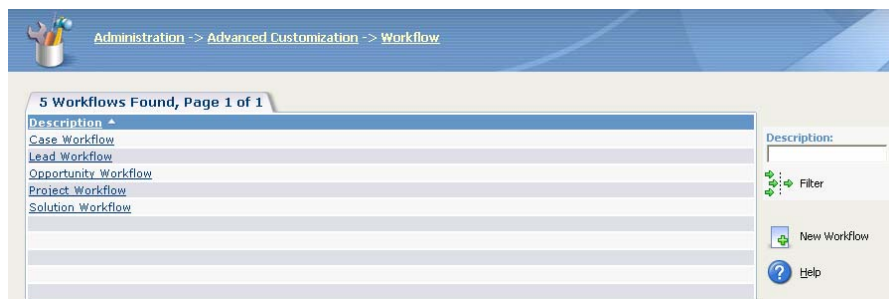 Administration -> Advanced Customization -> Workflow
5 Workflows Found, Page 1 of 1
Description
Case Workflow
Lead Workflow
Opportunity Workflow
Project Workflow
Solution Workflow
Description:
Filter
New Workflow
Help